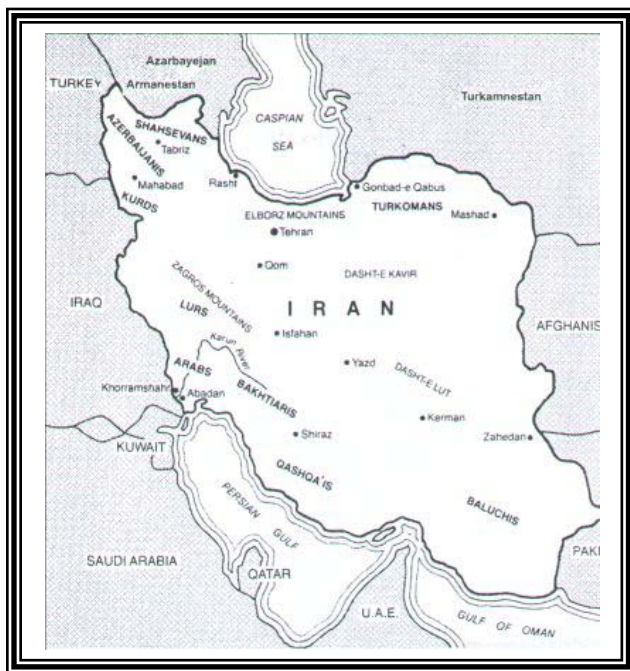 Azarbayejan
TURKEY
Armanestan
Turkamnestan
CASPIAN
SEA
SHAHSEVANS
AZERBAIJANIS
Tabriz
Mahabad
Rasht
Gonbad-e Qabus
KURDS
ELBORZ MOUNTAINS
TURKOMANS
Mashad
Tehran
Qom
DASHT-E KAVIR
ZAGROS MOUNTAINS
IRAQ
LURS
I R A N
AFGHANIS
Isfahan
Karun River
Yazid
ARABS
DASHT-E LUT
Khorramshahr
Abadan
BAKHTIARIS
Kerman
Shiraz
Zahedan
KUWAIT
QASHQA'IS
PERSIAN GULF
BALUCHIS
SAUDI ARABIA
QATAR
PAKI
U.A.E.
GULF OF OMAN